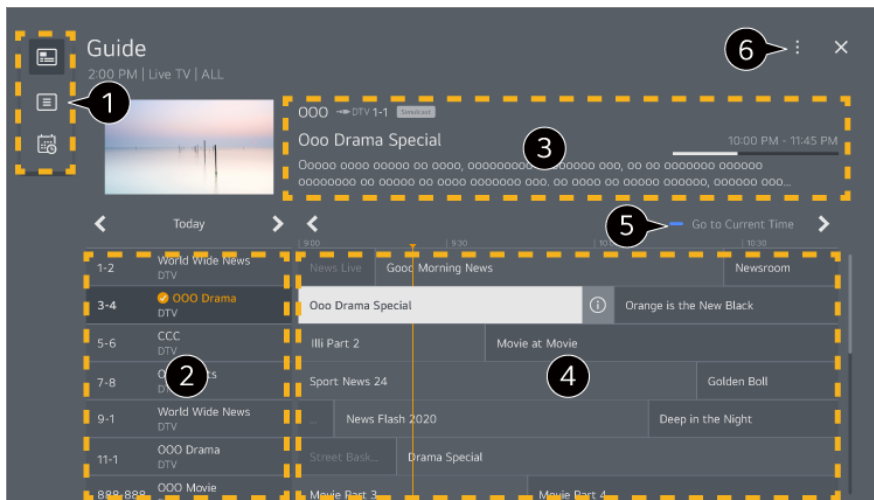 Guide
6
2:00 PM | Live TV | ALL
1
OOO DTV 1-1 Simulcast
Ooo Drama Special
10:00 PM - 11:45 PM
3
Ooooo oooo ooooo oo oooo, ooo, oo oo ooooooo oooooo
oooooooo oo ooooo oo oooo ooooooo ooo. oo oooo oo ooooo oooooo, oooooo ooo...
Today
5
Go to Current Time
9:00
9:30
10:30
1-2
World Wide News
DTV
News Live
Good Morning News
Newsroom
3-4
OOO Drama
DTV
Ooo Drama Special
Orange is the New Black
5-6
CCC
DTV
Illi Part 2
Movie at Movie
7-8
2
Sport News 24
4
Golden Boll
9-1
World Wide News
DTV
...
News Flash 2020
Deep in the Night
11-1
OOO Drama
DTV
Street Bask...
Drama Special
888-888
OOO Movie
Movie Part 3
Movie Part 4